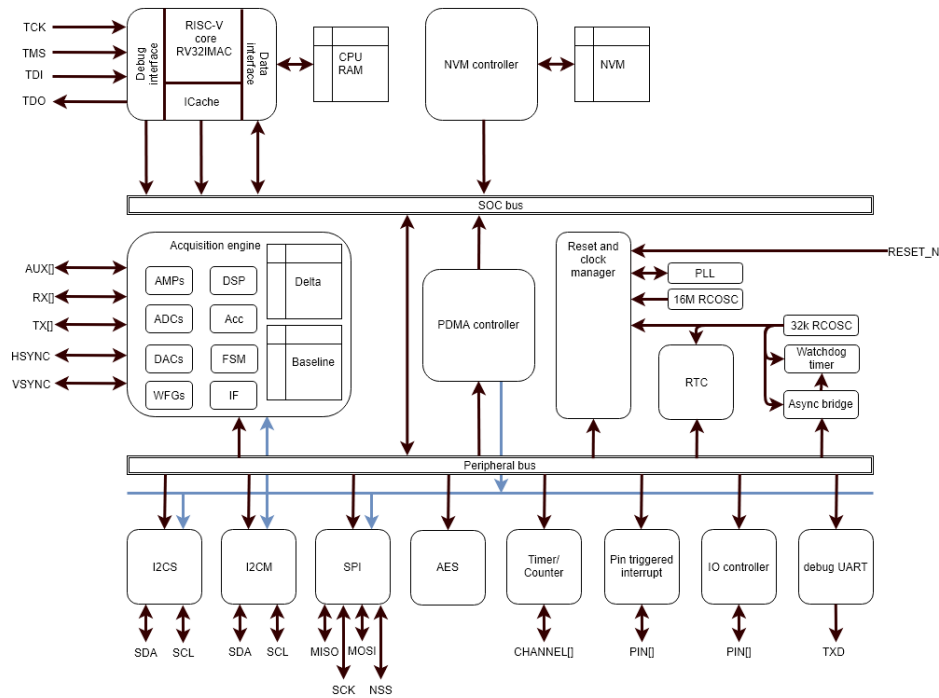 TCK
TMS
TDI
TDO
Debug
interface
RISC-V
core
RV32IMAC
ICache
Data
interface
CPU
RAM
NVM controller
NVM
SOC bus
AUX[]
RX[]
TX[]
HSYNC
VSYNC
Acquisition engine
AMPs
DSP
ADCs
Acc
DACs
FSM
WFGs
IF
Delta
Baseline
PDMA controller
Reset and
clock
manager
RESET_N
PLL
16M RCOSC
32k RCOSC
RTC
Watchdog
timer
Async bridge
Peripheral bus
I2CS
I2CM
SPI
AES
Timer/
Counter
Pin triggered
interrupt
IO controller
debug UART
SDA
SCL
SDA
SCL
MISO
MOSI
SCK
NSS
CHANNEL[]
PIN[]
PIN[]
TXD